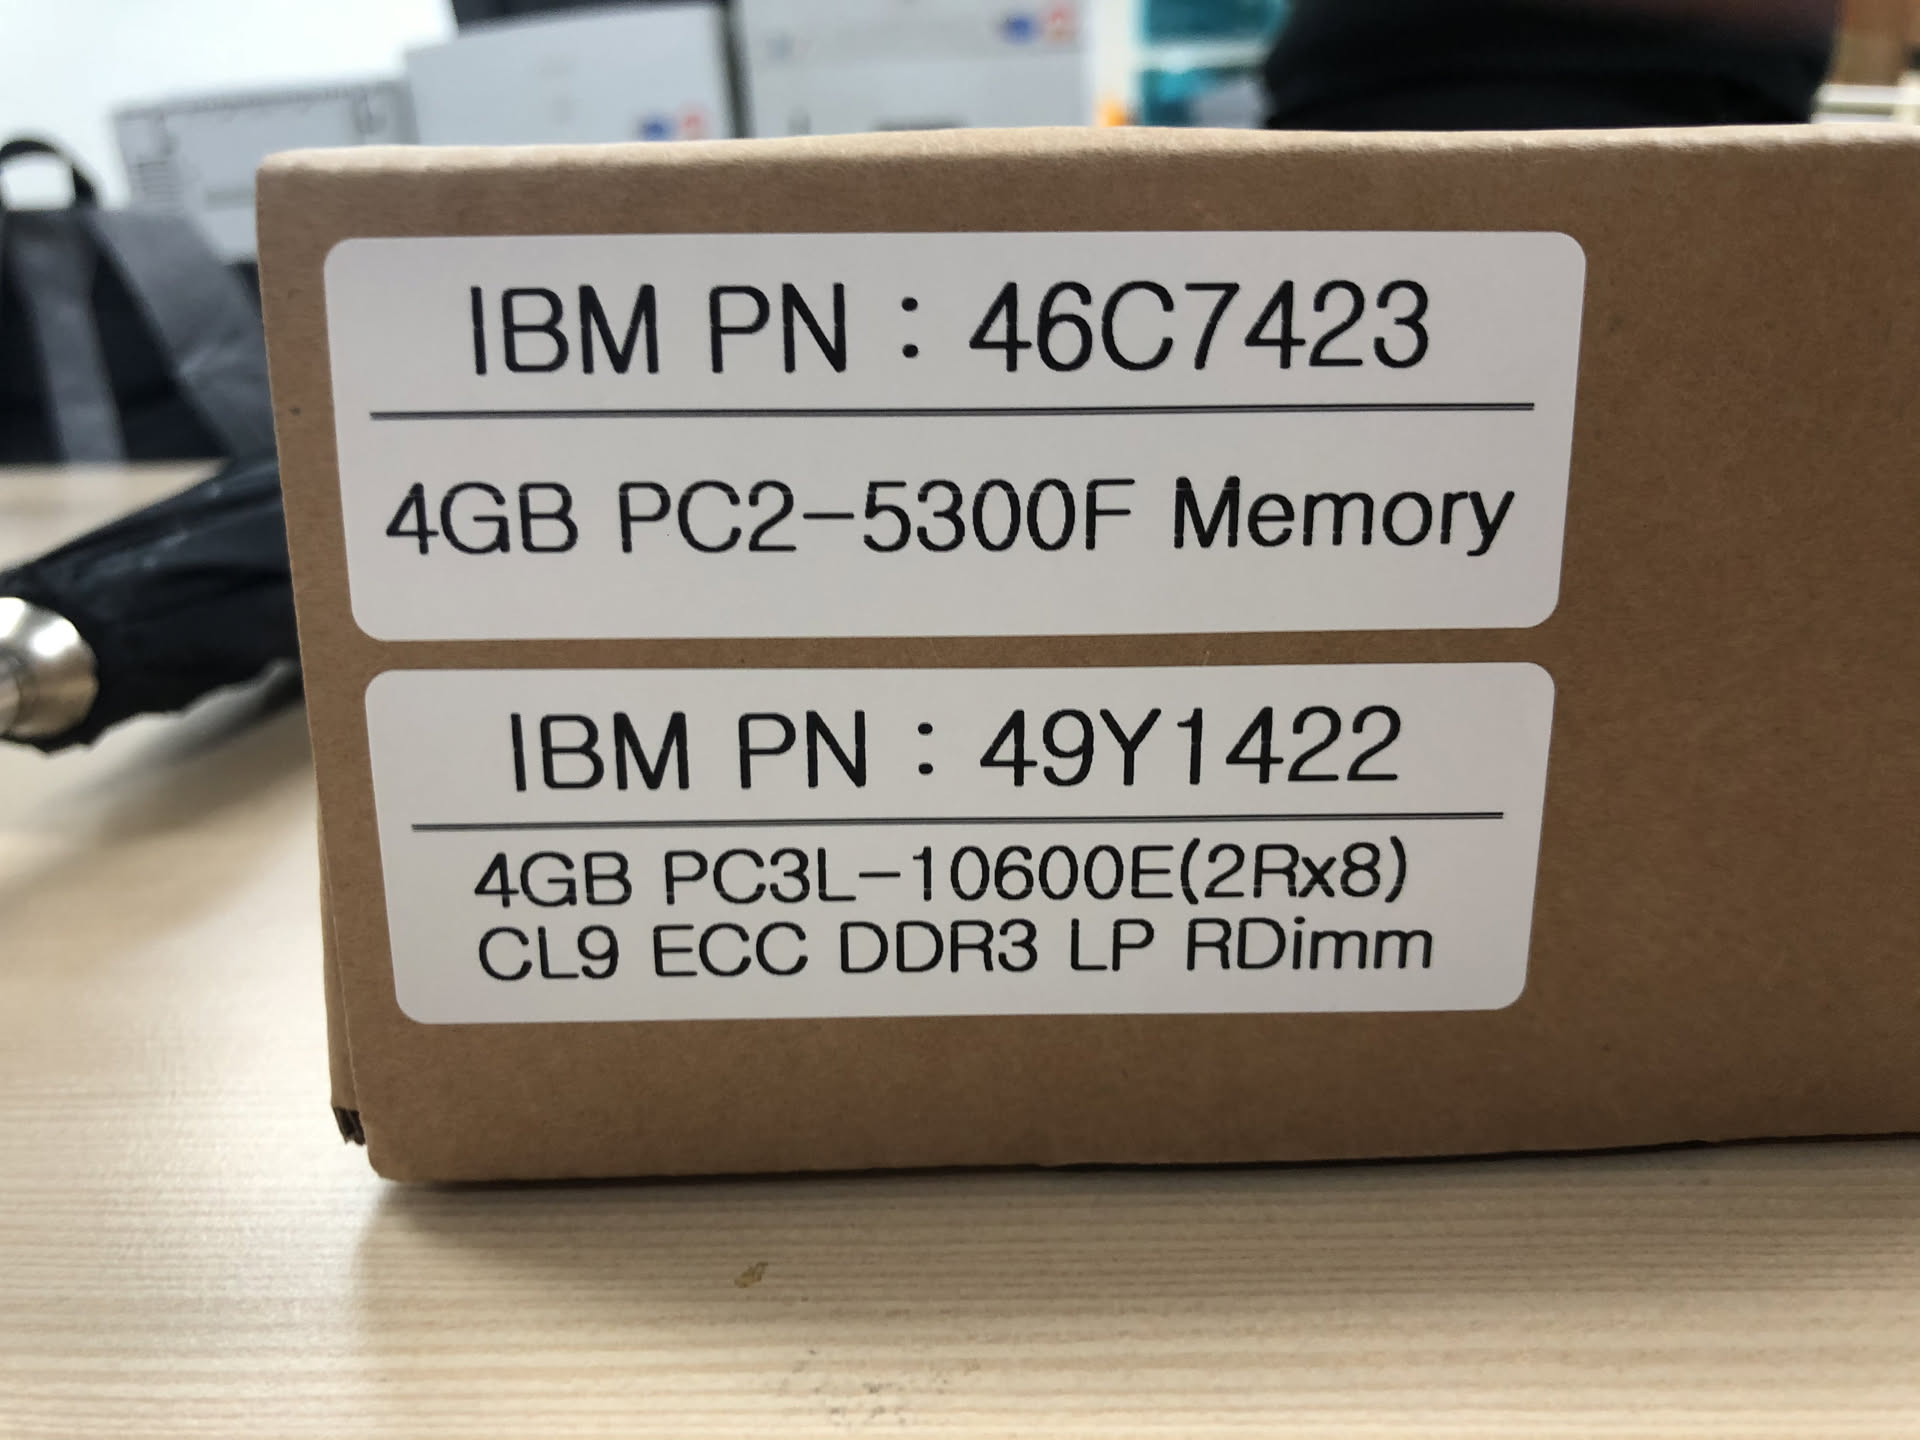 IBM PN : 46C7423
4GB PC2-5300F Memory
IBM PN : 49Y1422
4GB PC3L-10600E(2Rx8)
CL9 ECC DDR3 LP RDimm